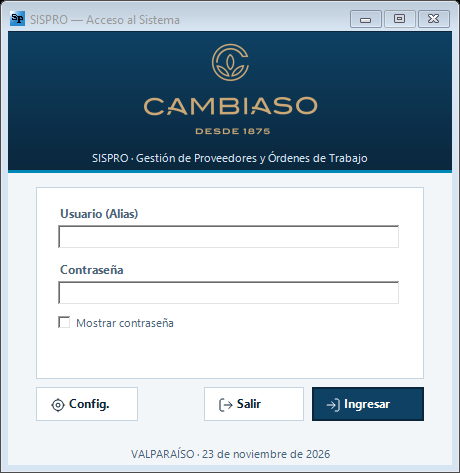 Sp SISPRO — Acceso al Sistema
CAMBIASO
DESDE 1875
SISPRO · Gestión de Proveedores y Órdenes de Trabajo
Usuario (Alias)
Contraseña
Mostrar contraseña
Config. Salir Ingresar
VALPARAÍSO · 23 de noviembre de 2026